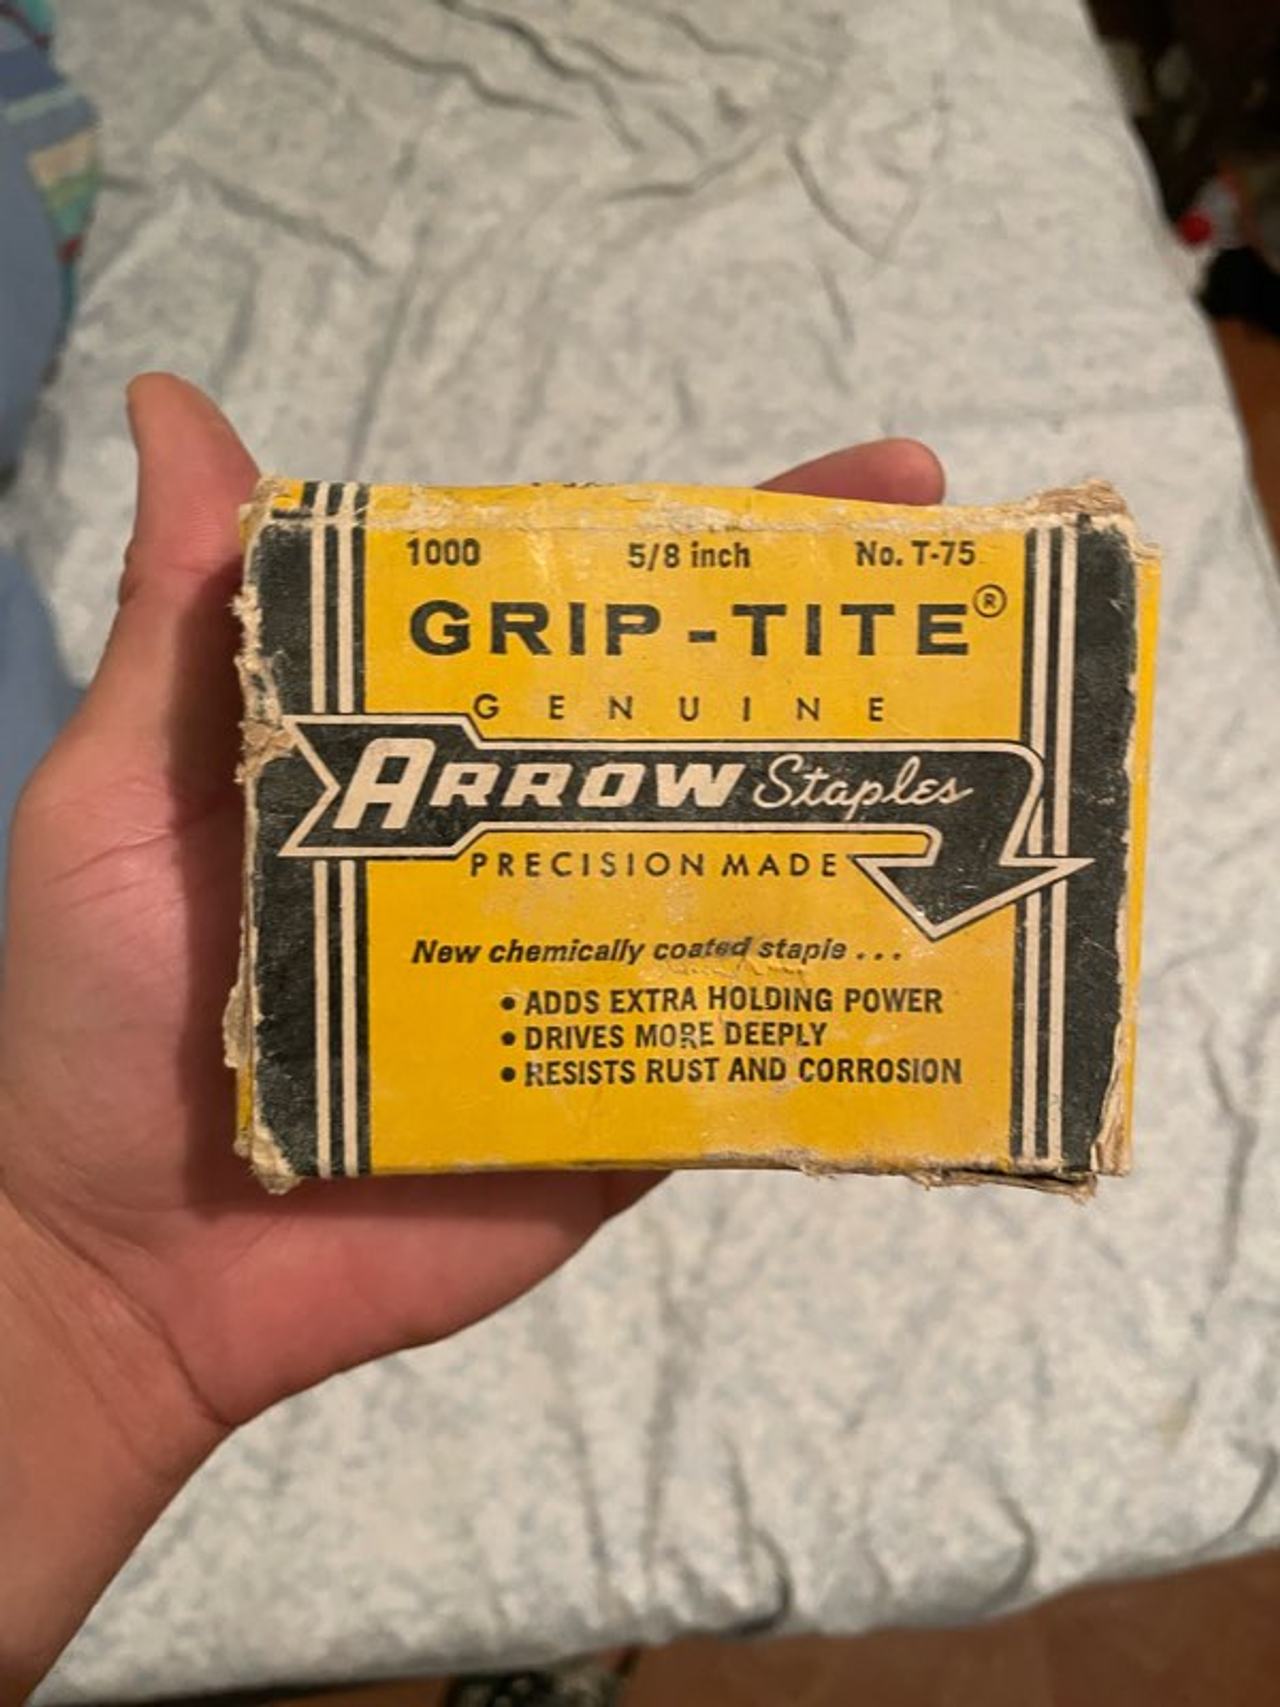 1000 5/8 inch No. T-75
GRIP-TITE®
GENUINE
ARROW Staples
PRECISION MADE
New chemically coated staple...
• ADDS EXTRA HOLDING POWER
• DRIVES MORE DEEPLY
• RESISTS RUST AND CORROSION